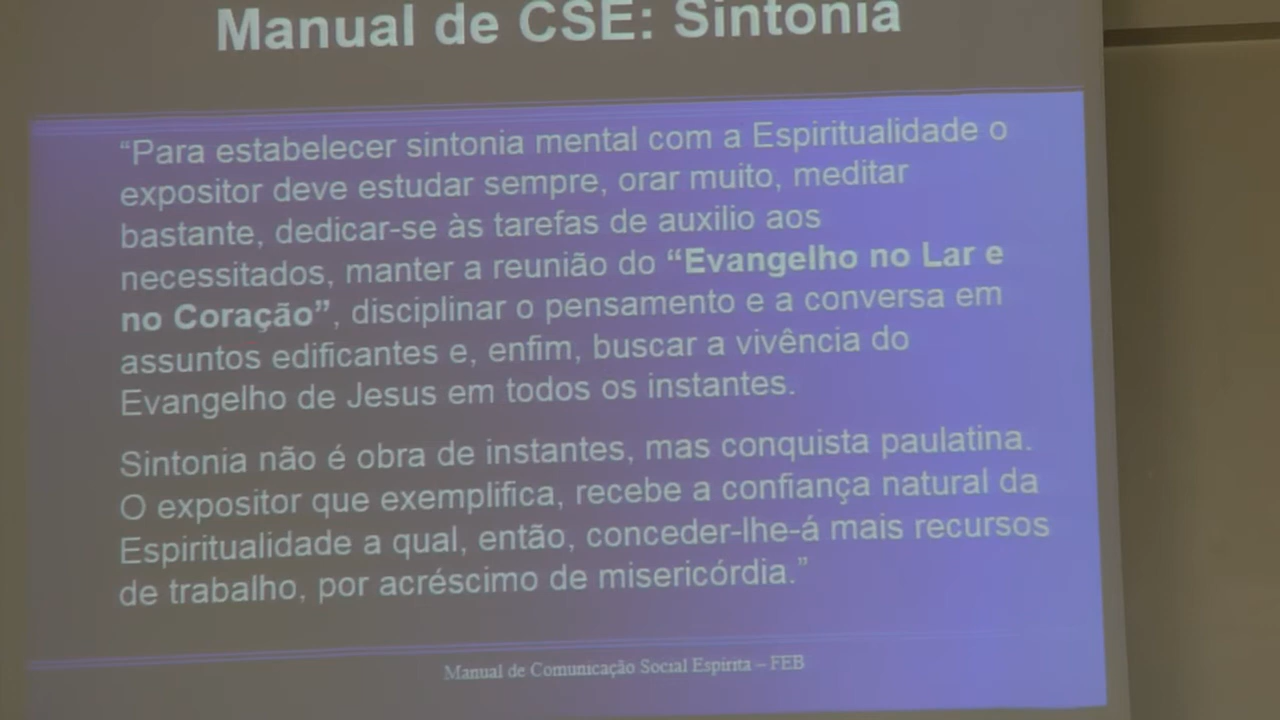 Manual de CSE: Sintonia
“Para estabelecer sintonia mental com a Espiritualidade o
expositor deve estudar sempre, orar muito, meditar
bastante, dedicar-se às tarefas de auxilio aos
necessitados, manter a reunião do “Evangelho no Lar e
no Coração”, disciplinar o pensamento e a conversa em
assuntos edificantes e, enfim, buscar a vivência do
Evangelho de Jesus em todos os instantes.
Sintonia não é obra de instantes, mas conquista paulatina.
O expositor que exemplifica, recebe a confiança natural da
Espiritualidade a qual, então, conceder-lhe-á mais recursos
de trabalho, por acréscimo de misericórdia.”
Manual de Comunicação Social Espírita – FEB